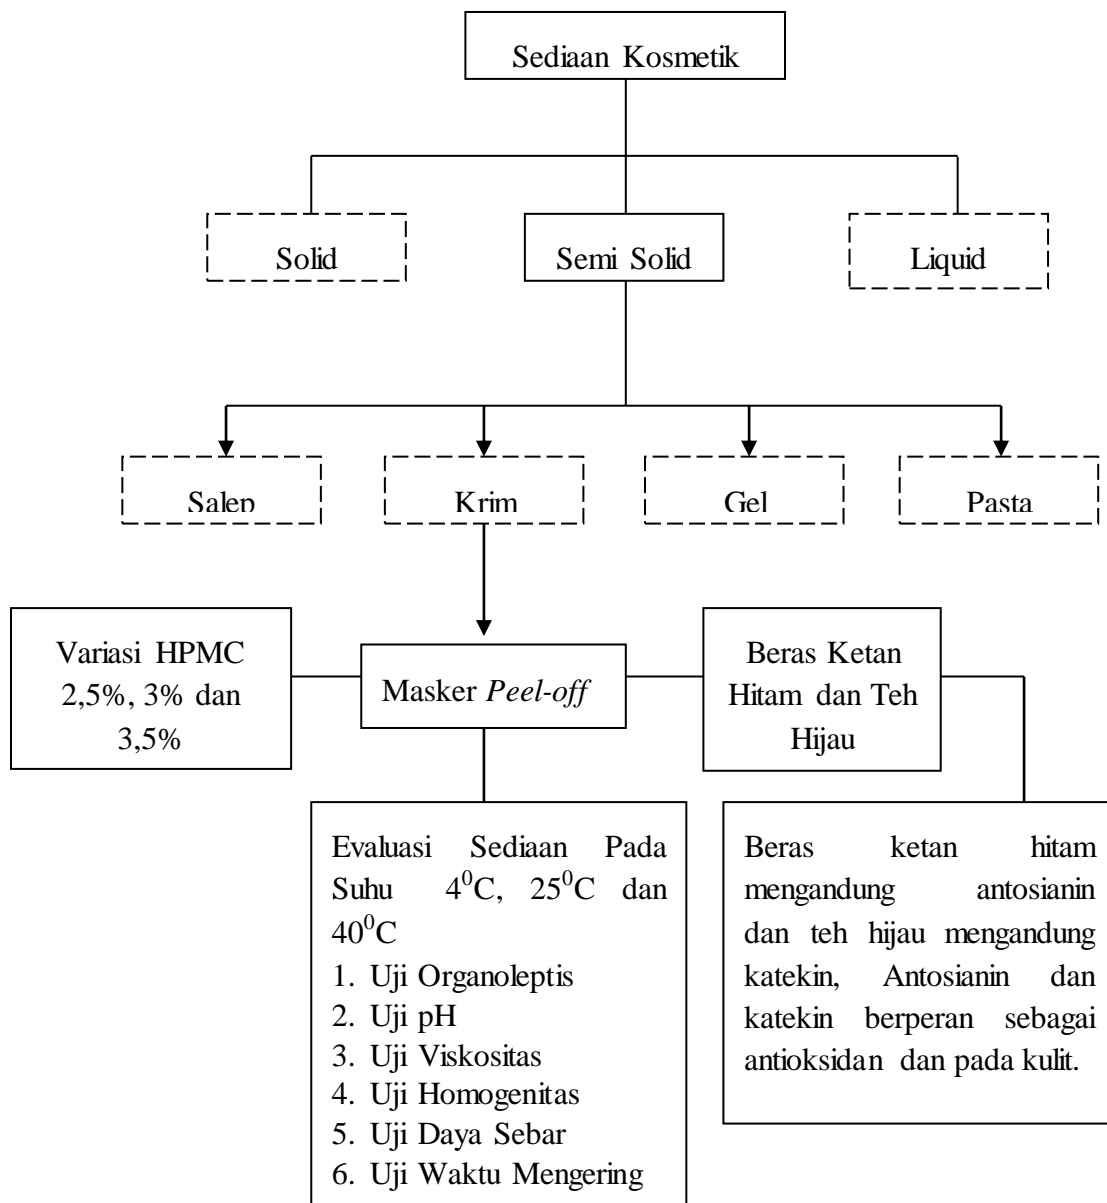 Sediaan Kosmetik
Solid
Semi Solid
Liquid
Salep
Krim
Gel
Pasta
Variasi HPMC
2,5%, 3% dan
3,5%
Masker Peel-off
Beras Ketan
Hitam dan Teh
Hijau
Evaluasi Sediaan Pada
Suhu 4⁰C, 25⁰C dan
40⁰C
1. Uji Organoleptis
2. Uji pH
3. Uji Viskositas
4. Uji Homogenitas
5. Uji Daya Sebar
6. Uji Waktu Mengering
Beras ketan hitam
mengandung antosianin
dan teh hijau mengandung
katekin, Antosianin dan
katekin berperan sebagai
antioksidan dan pada kulit.